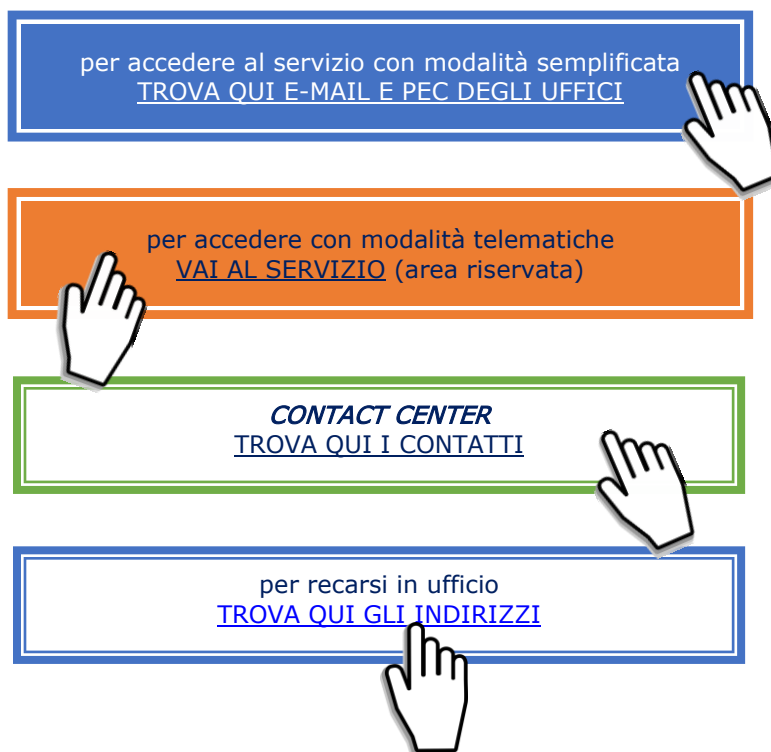 per accedere al servizio con modalità semplificata
TROVA QUI E-MAIL E PEC DEGLI UFFICI
per accedere con modalità telematiche
VAI AL SERVIZIO (area riservata)
CONTACT CENTER
TROVA QUI I CONTATTI
per recarsi in ufficio
TROVA QUI GLI INDIRIZZI